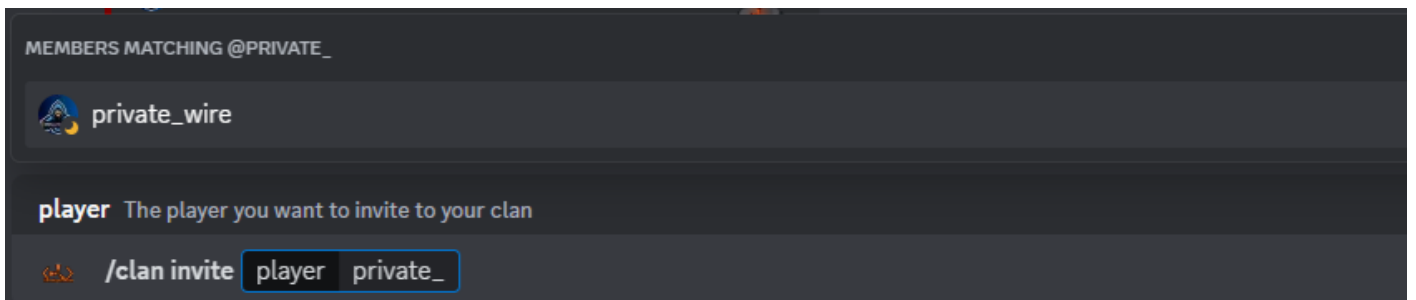 MEMBERS MATCHING @PRIVATE_
private_wire
player The player you want to invite to your clan
/clan invite player private_